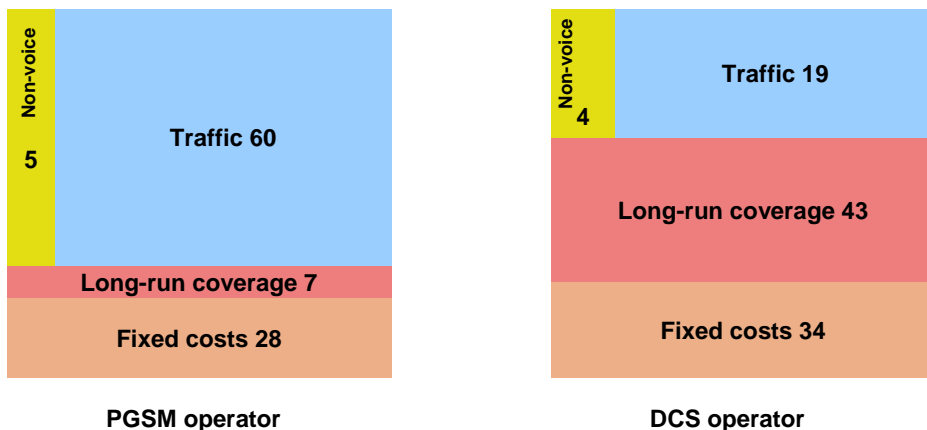 Non-voice
5
Traffic 60
Long-run coverage 7
Fixed costs 28
PGSM operator
Non-voice
4
Traffic 19
Long-run coverage 43
Fixed costs 34
DCS operator